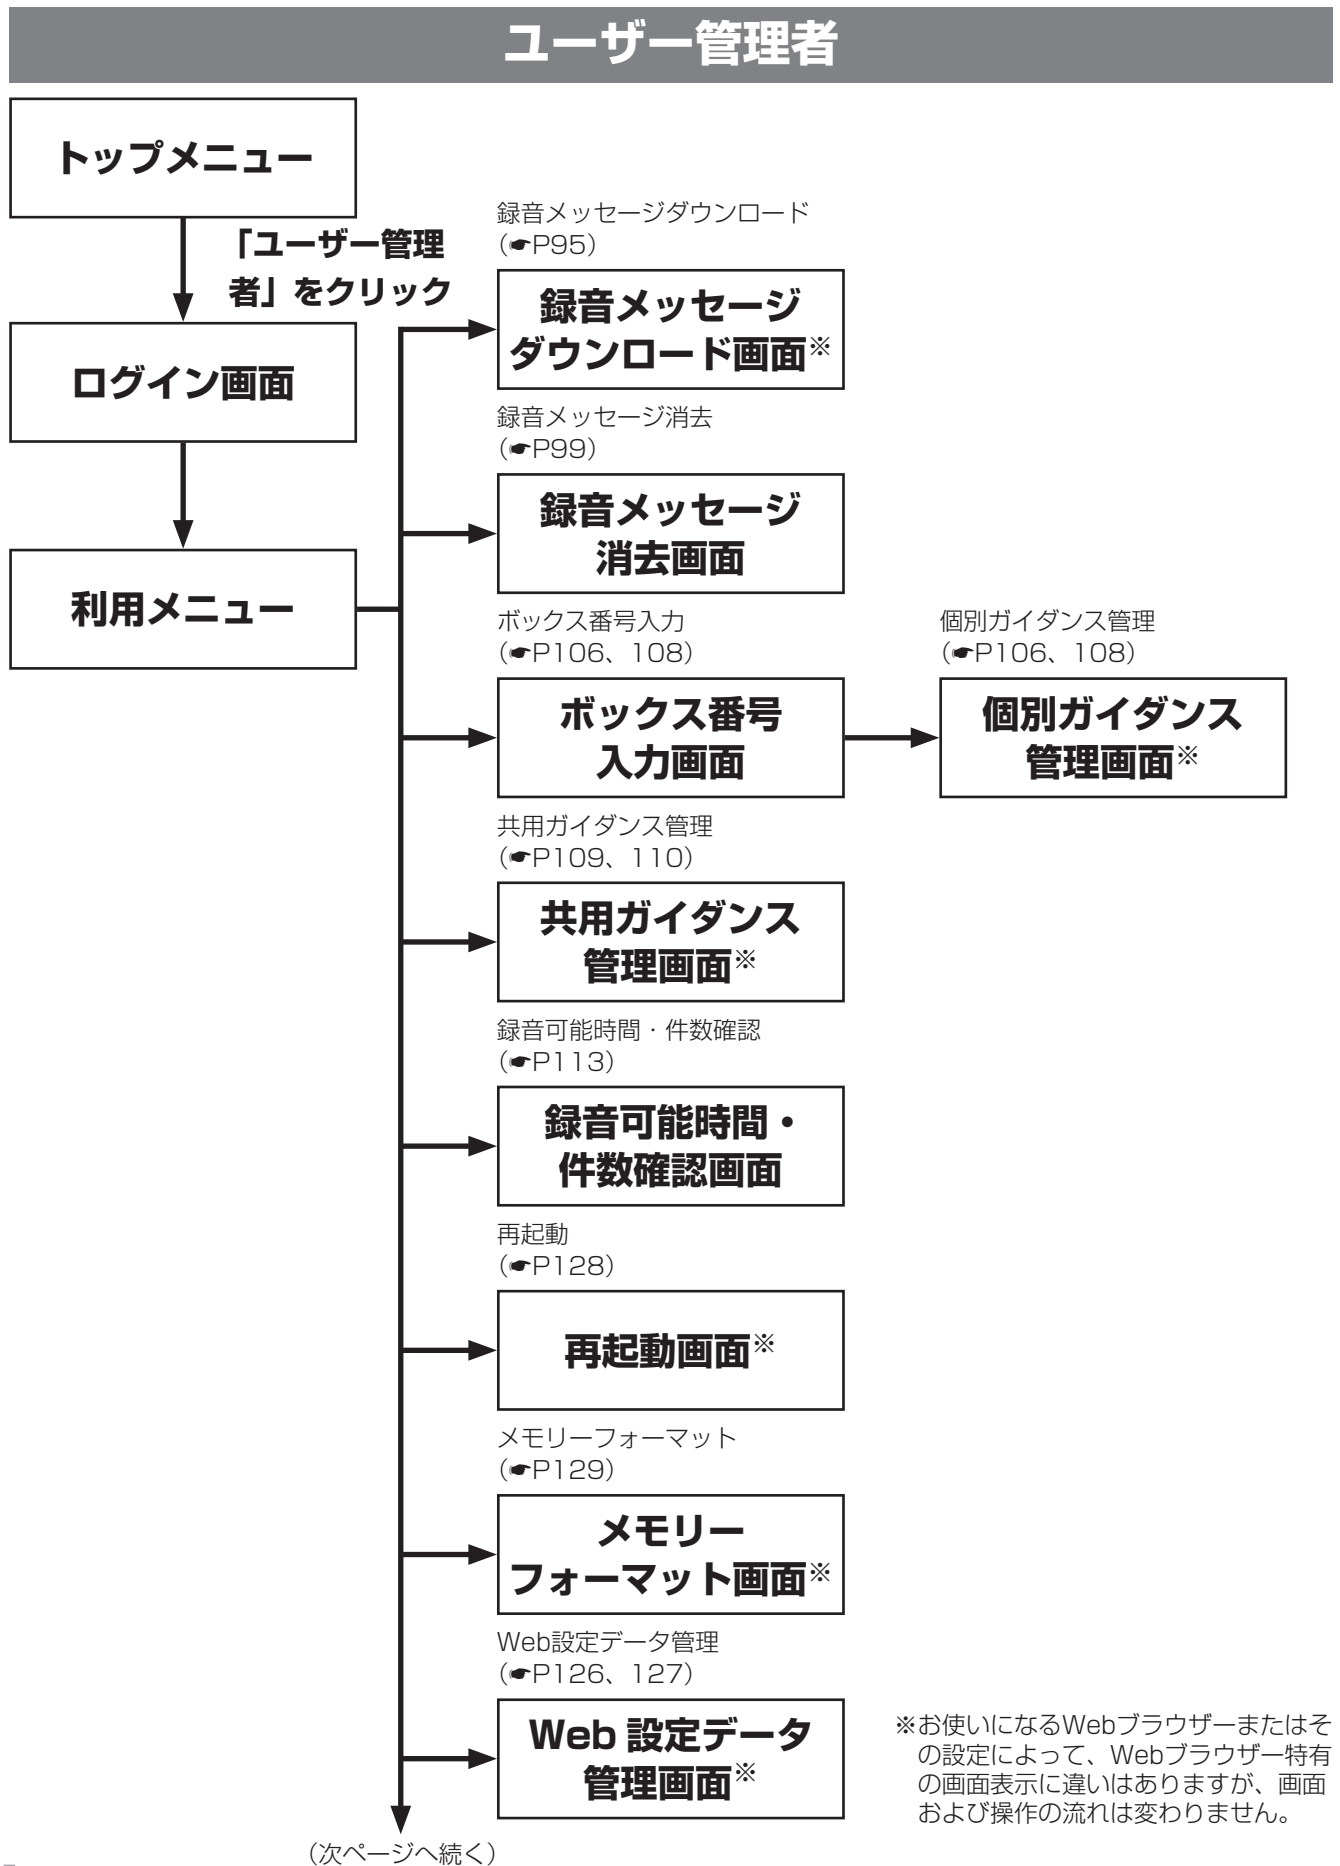 ユーザー管理者
トップメニュー
「ユーザー管理
者」をクリック
ログイン画面
利用メニュー
録音メッセージダウンロード
(☛P95)
録音メッセージ
ダウンロード画面※
録音メッセージ消去
(☛P99)
録音メッセージ
消去画面
ボックス番号入力
(☛P106、108)
ボックス番号
入力画面
個別ガイダンス管理
(☛P106、108)
個別ガイダンス
管理画面※
共用ガイダンス管理
(☛P109、110)
共用ガイダンス
管理画面※
録音可能時間・件数確認
(☛P113)
録音可能時間・
件数確認画面
再起動
(☛P128)
再起動画面※
メモリーフォーマット
(☛P129)
メモリー
フォーマット画面※
Web設定データ管理
(☛P126、127)
Web 設定データ
管理画面※
※お使いになるWebブラウザーまたはそ
の設定によって、Webブラウザー特有
の画面表示に違いはありますが、画面
および操作の流れは変わりません。
(次ページへ続く)